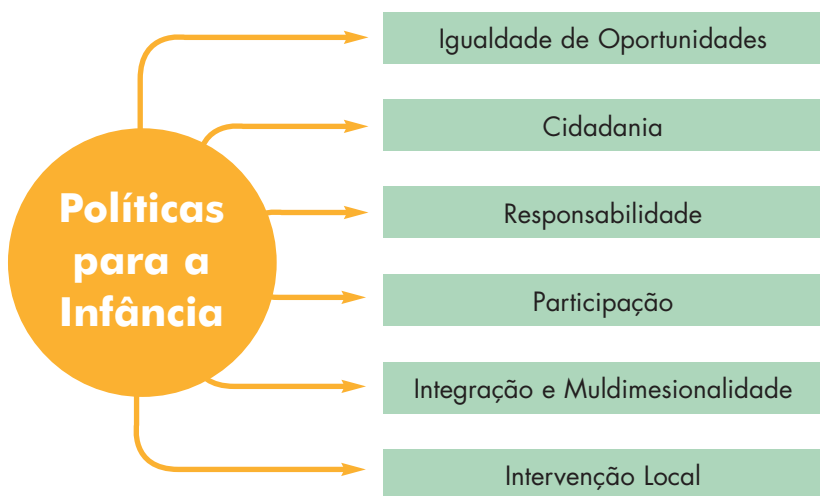 Políticas
para a
Infância
Igualdade de Oportunidades
Cidadania
Responsabilidade
Participação
Integração e Muldimesionalidade
Intervenção Local